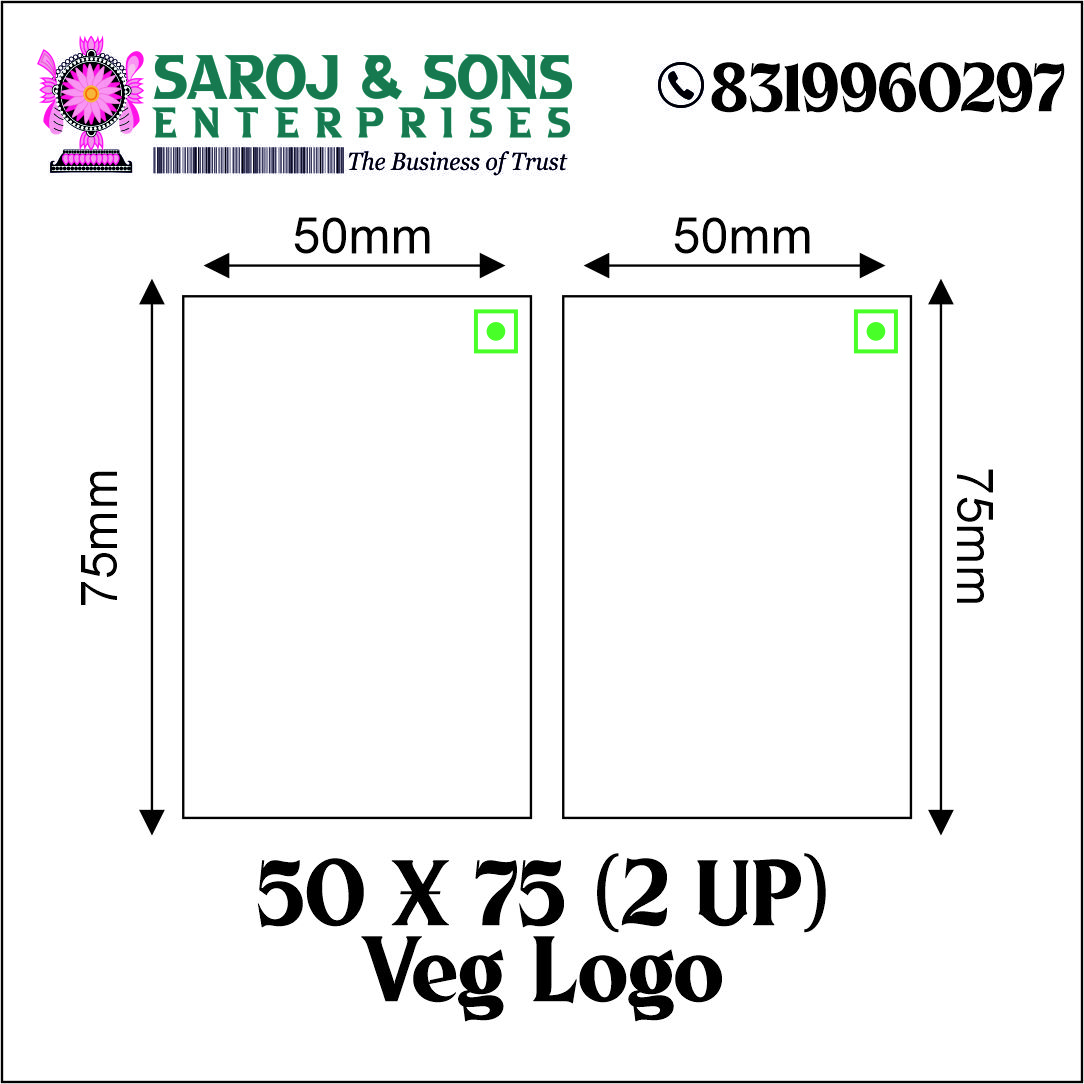 SAROJ & SONS
ENTERPRISES
The Business of Trust
8319960297
50mm
50mm
75mm
75mm
50 X 75 (2 UP)
Veg Logo